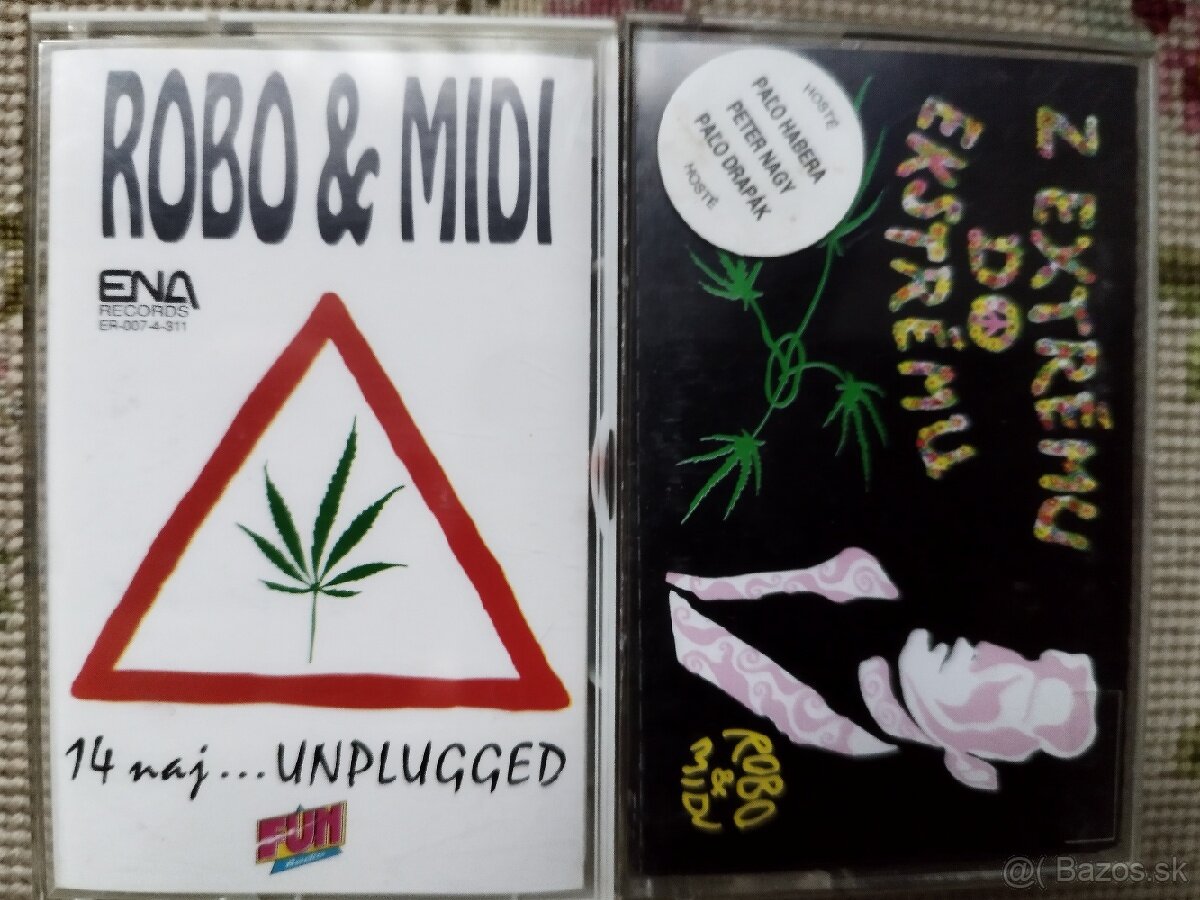 ROBO & MIDI
ENA
RECORDS
ER-007-4-311
14 naj... UNPLUGGED
FUN
HOSTÉ
PAĽO HABERA
PETER NAGY
PAĽO DRAPÁK
HOSTÉ
Z EXTRÉMU
DO
EKSTRÉMU
ROBO
&
MIDI
@( Bazos.sk